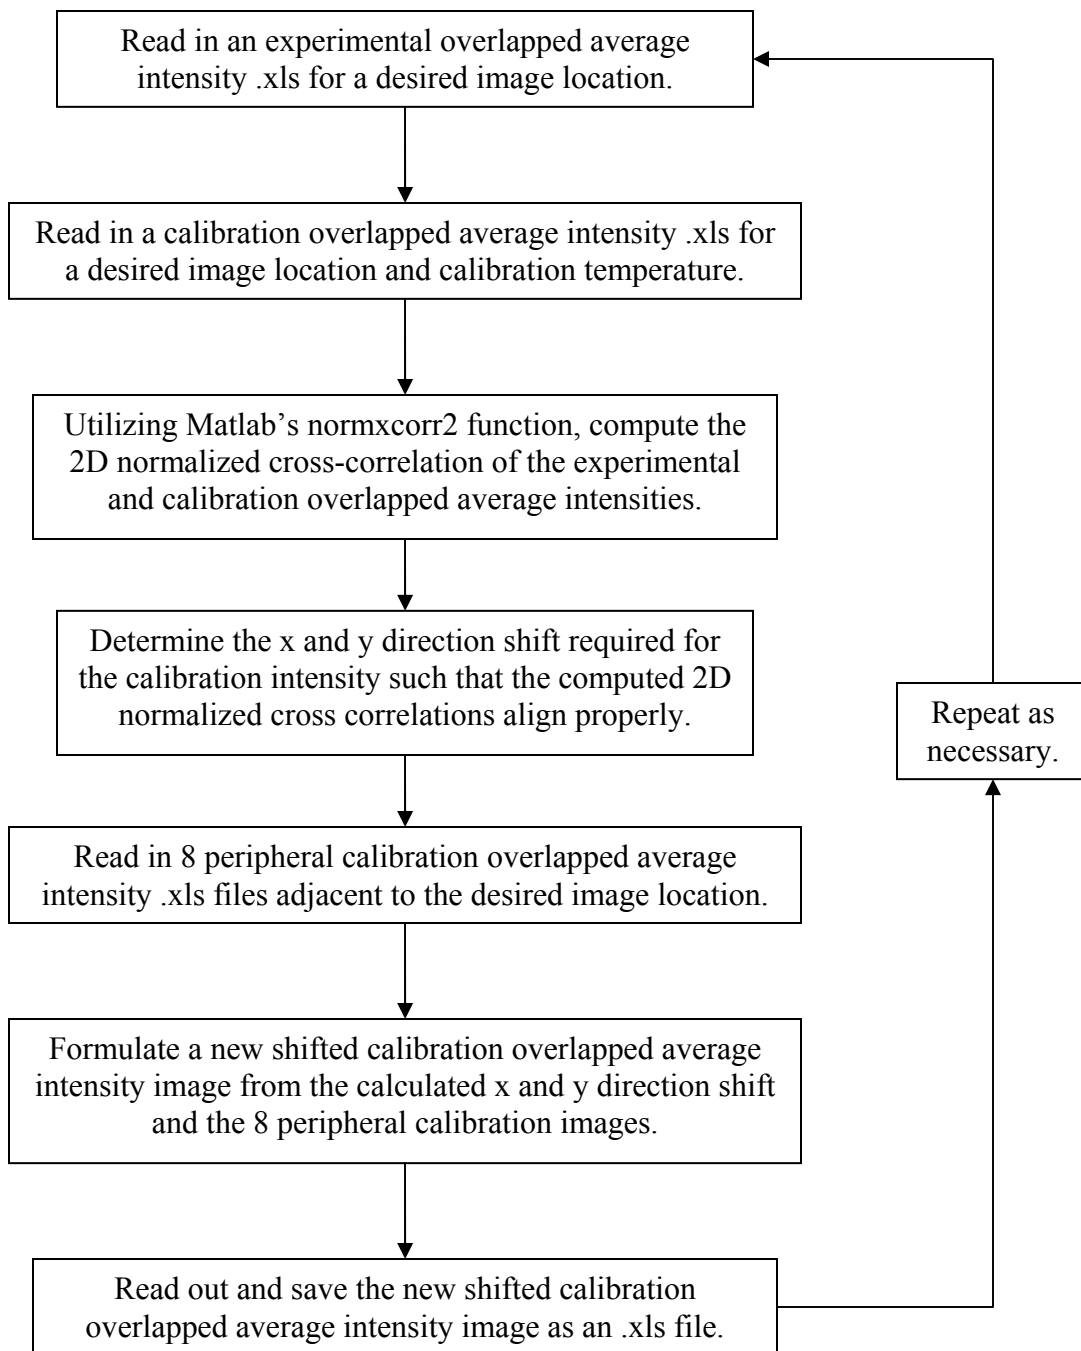 Read in an experimental overlapped average
intensity .xls for a desired image location.
Read in a calibration overlapped average intensity .xls for
a desired image location and calibration temperature.
Utilizing Matlab’s normxcorr2 function, compute the
2D normalized cross-correlation of the experimental
and calibration overlapped average intensities.
Determine the x and y direction shift required for
the calibration intensity such that the computed 2D
normalized cross correlations align properly.
Repeat as
necessary.
Read in 8 peripheral calibration overlapped average
intensity .xls files adjacent to the desired image location.
Formulate a new shifted calibration overlapped average
intensity image from the calculated x and y direction shift
and the 8 peripheral calibration images.
Read out and save the new shifted calibration
overlapped average intensity image as an .xls file.